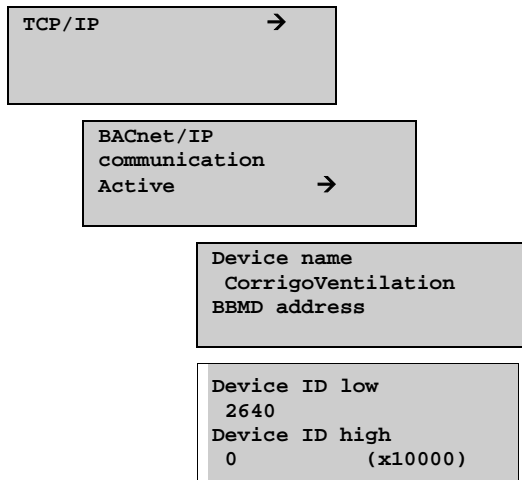 TCP/IP →
BACnet/IP
communication
Active →
Device name
CorrigoVentilation
BBMD address
Device ID low
2640
Device ID high
0 (x10000)